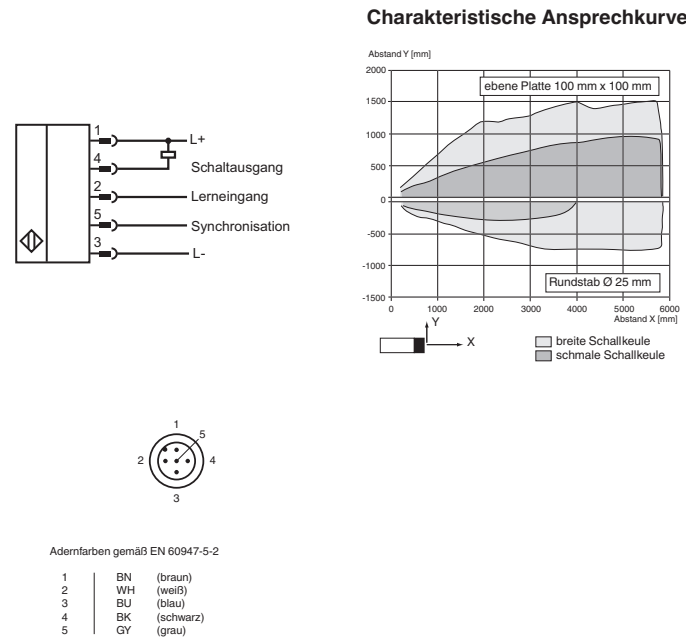 Charakteristische Ansprechkurve
Abstand Y [mm]
2000
1500
1000
500
0
-500
-1000
-1500
ebene Platte 100 mm x 100 mm
Rundstab Ø 25 mm
0 1000 2000 3000 4000 5000 6000
Abstand X [mm]
Y
X
breite Schallkeule
schmale Schallkeule
1
L+
4
Schaltausgang
2
Lerneingang
5
Synchronisation
3
L-
1
5
2
4
3
Adernfarben gemäß EN 60947-5-2
1 BN (braun)
2 WH (weiß)
3 BU (blau)
4 BK (schwarz)
5 GY (grau)